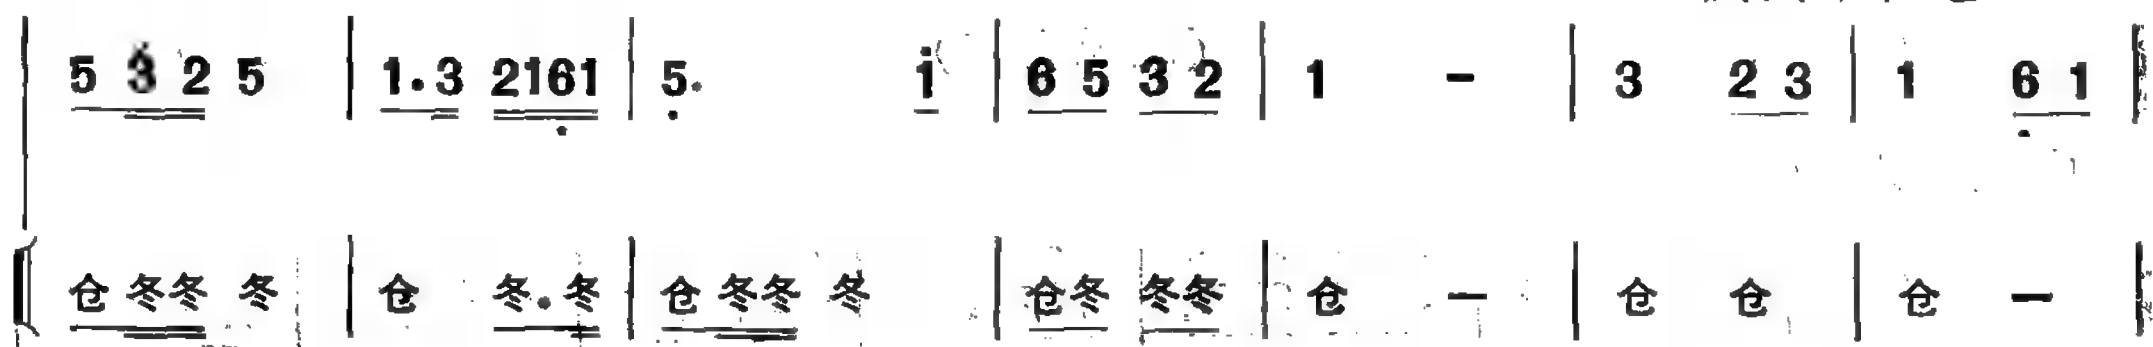 5 3 2 5 | 1.3 2161 | 5. i | 6 5 3 2 | 1 - | 3 2 3 | 1 6 1
仓 冬冬 冬 | 仓 冬.冬 | 仓 冬冬 冬 | 仓冬 冬冬 | 仓 — | 仓 仓 | 仓 —